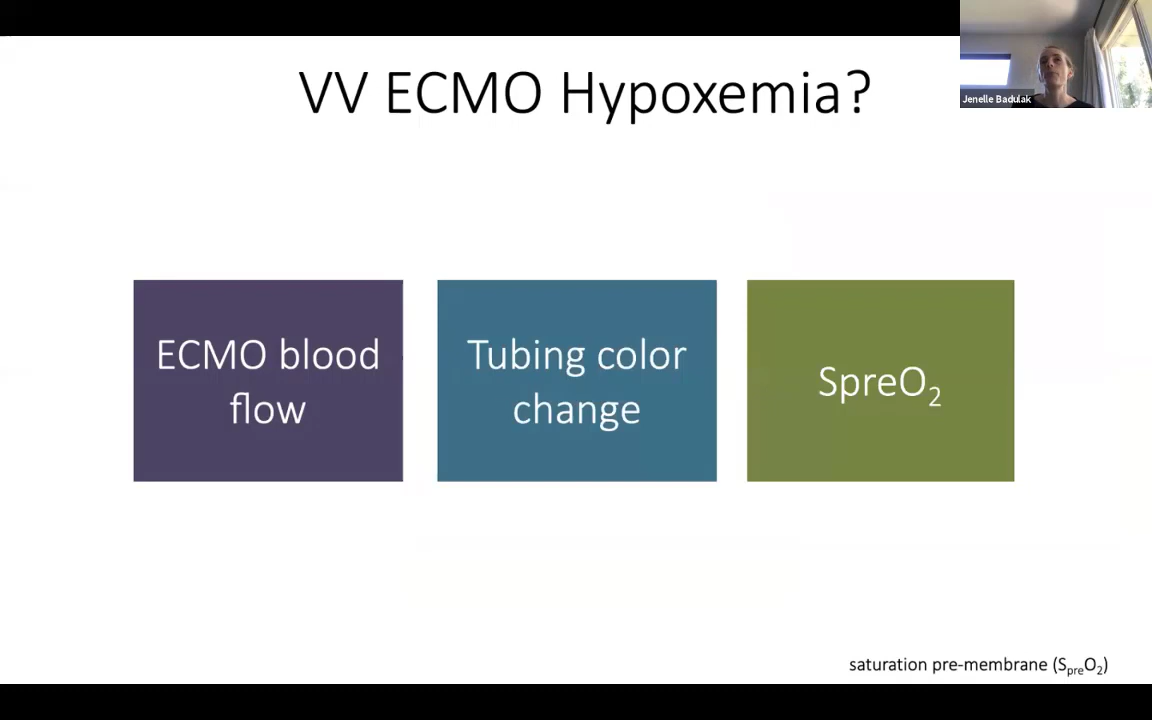 VV ECMO Hypoxemia?
Jenelle Badulak
ECMO blood
flow
Tubing color
change
SpreO₂
saturation pre-membrane (SpreO₂)